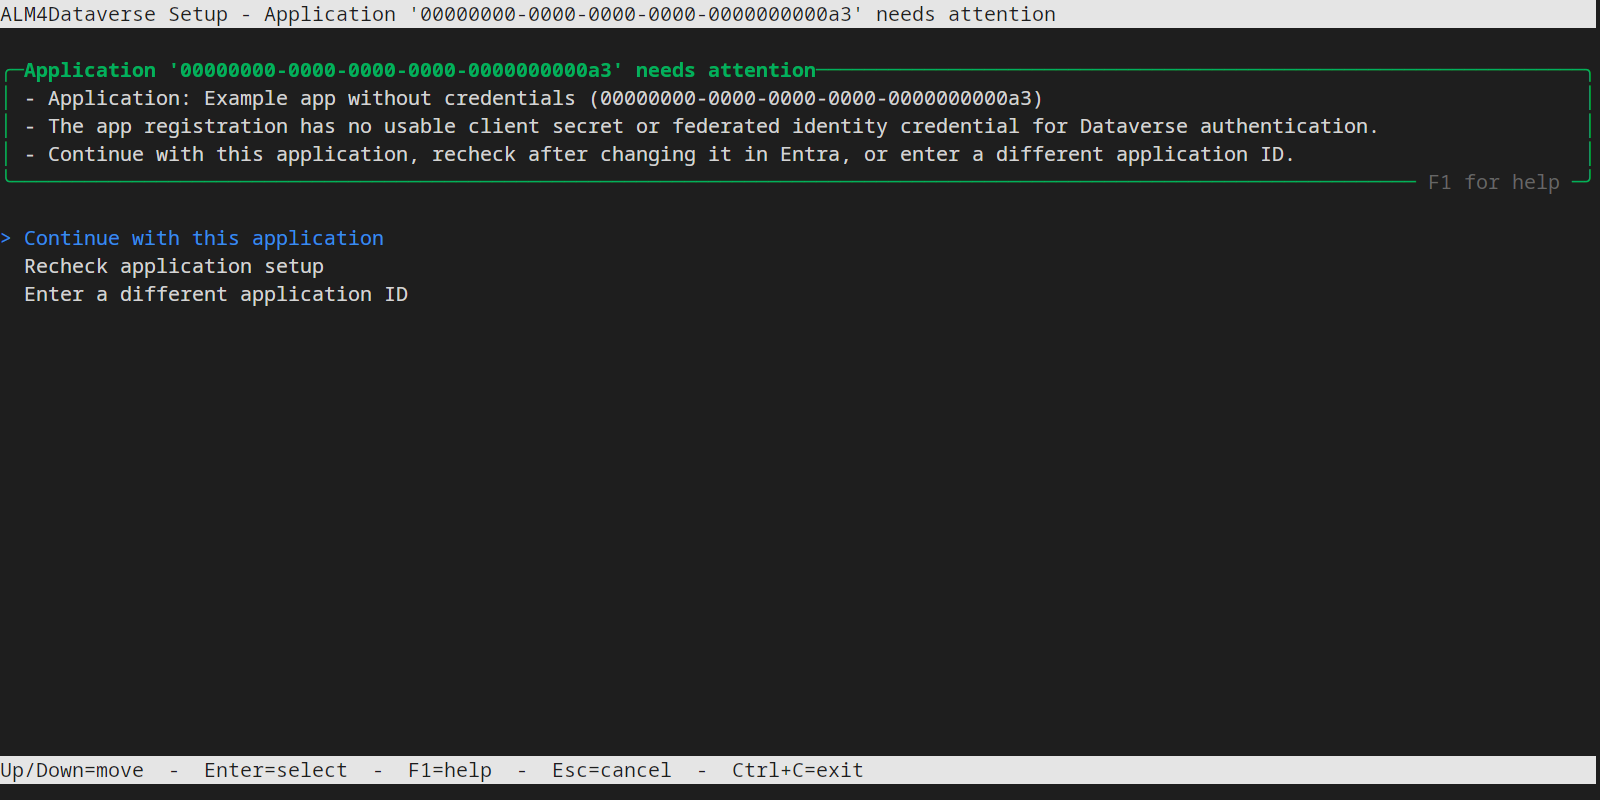 ALM4Dataverse Setup - Application '00000000-0000-0000-0000-0000000000a3' needs attention
Application '00000000-0000-0000-0000-0000000000a3' needs attention
- Application: Example app without credentials (00000000-0000-0000-0000-0000000000a3)
- The app registration has no usable client secret or federated identity credential for Dataverse authentication.
- Continue with this application, recheck after changing it in Entra, or enter a different application ID.
F1 for help
> Continue with this application
Recheck application setup
Enter a different application ID
Up/Down=move  -  Enter=select  -  F1=help  -  Esc=cancel  -  Ctrl+C=exit